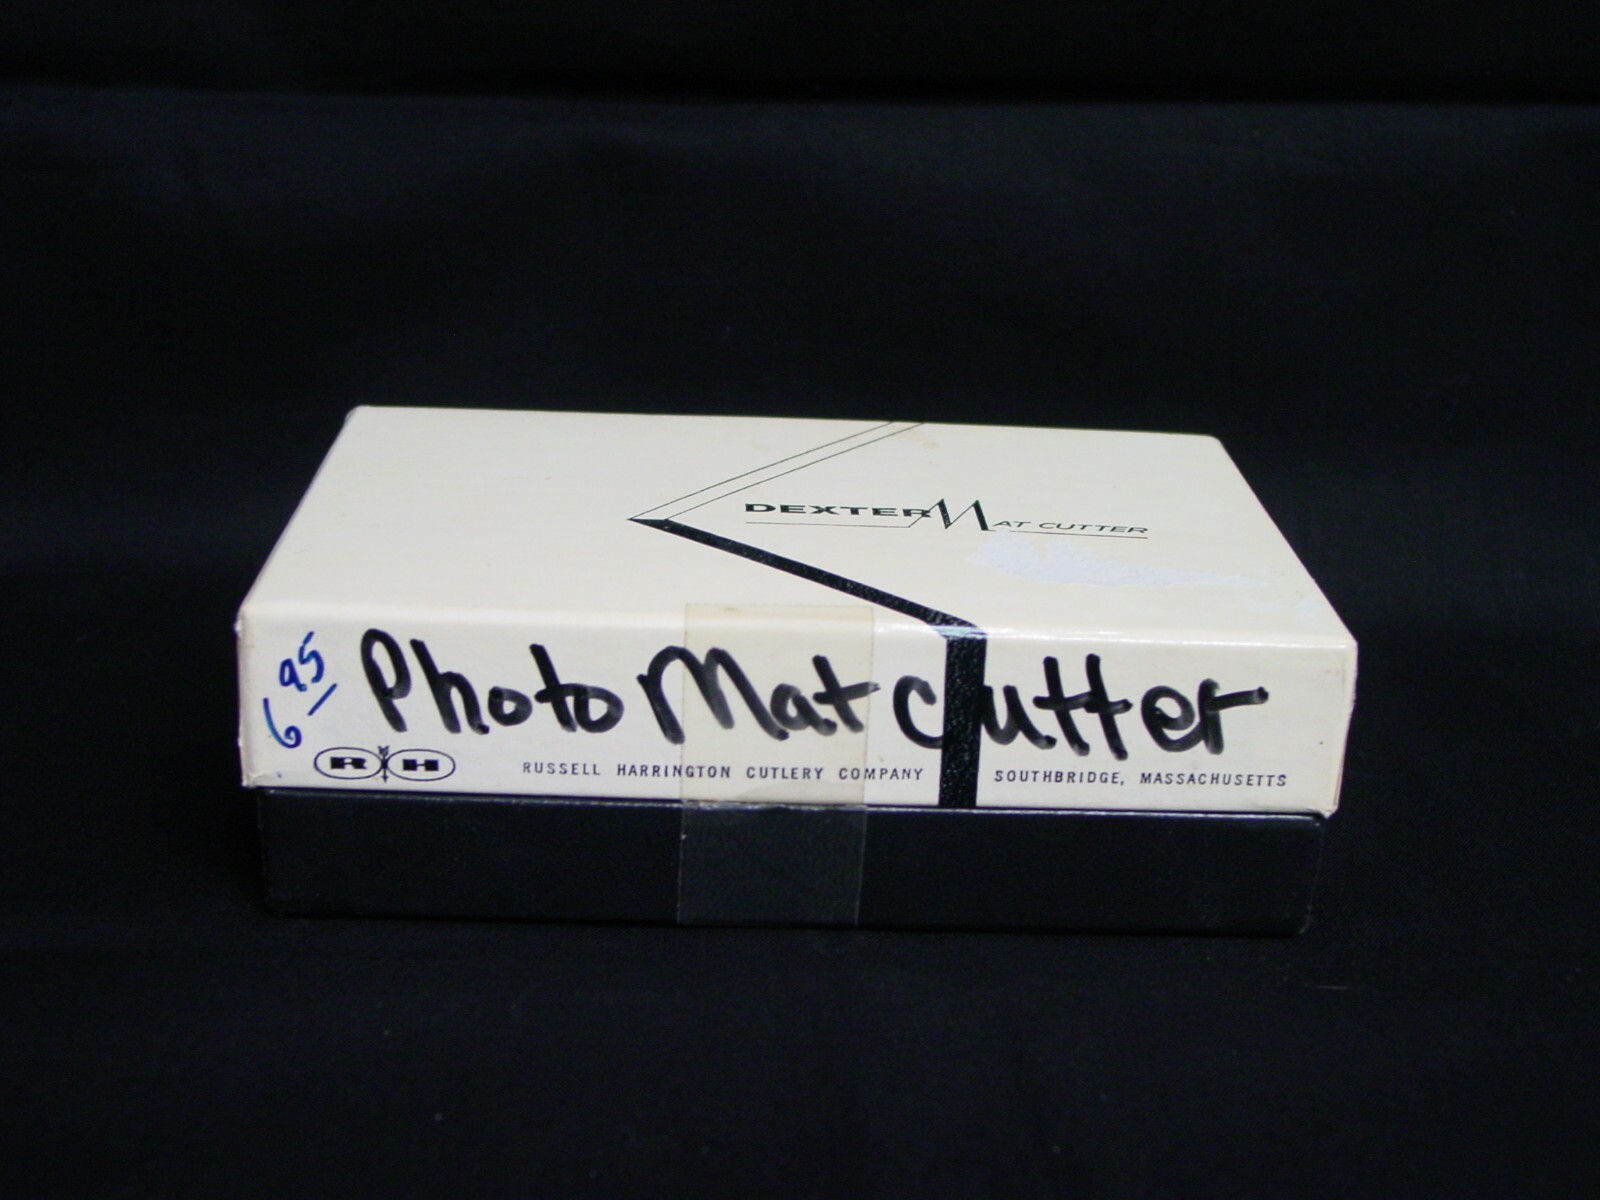 DEXTER MAT CUTTER
6 95
Photo Mat Cutter
R H
RUSSELL HARRINGTON CUTLERY COMPANY SOUTHBRIDGE, MASSACHUSETTS